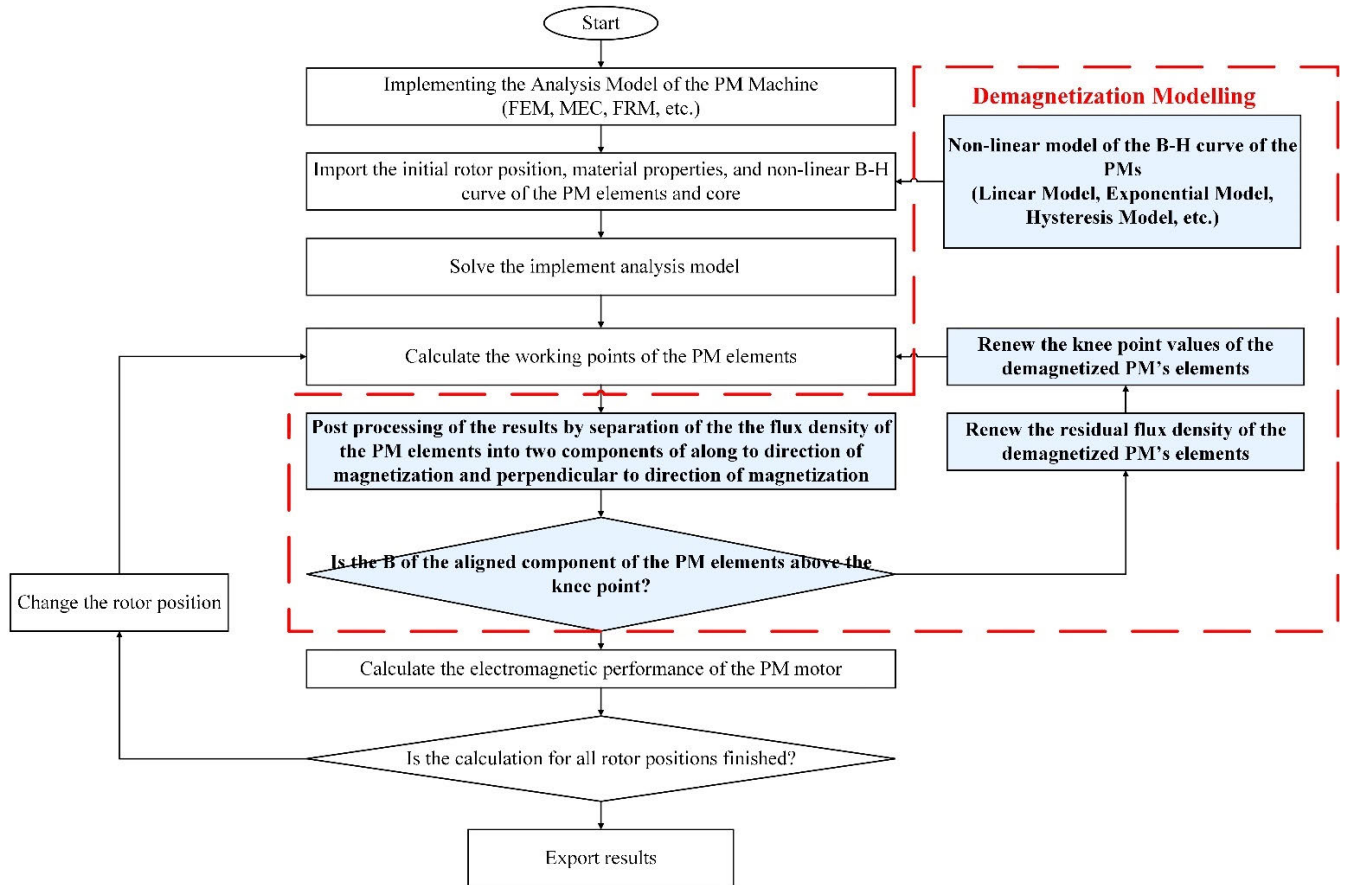 Start
Implementing the Analysis Model of the PM Machine
(FEM, MEC, FRM, etc.)
Demagnetization Modelling
Non-linear model of the B-H curve of the
PMs
(Linear Model, Exponential Model,
Hysteresis Model, etc.)
Import the initial rotor position, material properties, and non-linear B-H
curve of the PM elements and core
Solve the implement analysis model
Calculate the working points of the PM elements
Renew the knee point values of the
demagnetized PM’s elements
Post processing of the results by separation of the the flux density of
the PM elements into two components of along to direction of
magnetization and perpendicular to direction of magnetization
Renew the residual flux density of the
demagnetized PM’s elements
Is the B of the aligned component of the PM elements above the
knee point?
Change the rotor position
Calculate the electromagnetic performance of the PM motor
Is the calculation for all rotor positions finished?
Export results